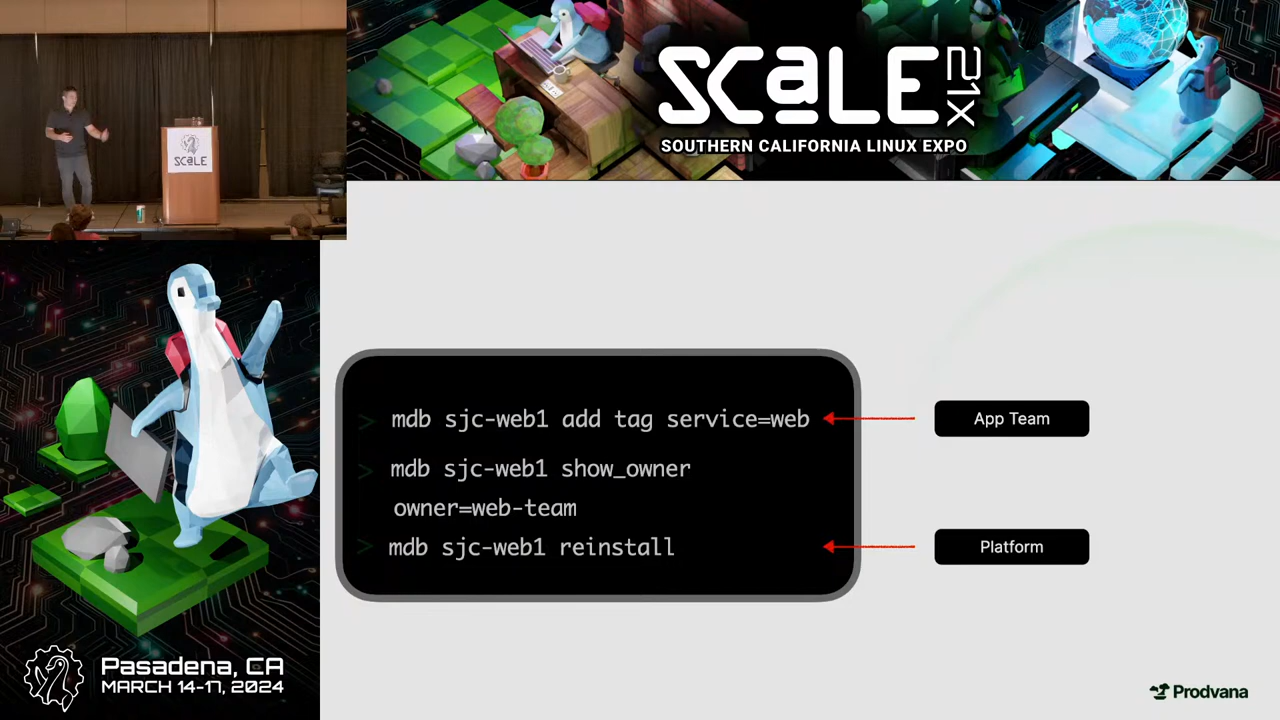 SCALE
21X
SOUTHERN CALIFORNIA LINUX EXPO
SCaLE
> mdb sjc-web1 add tag service=web
App Team
> mdb sjc-web1 show_owner
owner=web-team
> mdb sjc-web1 reinstall
Platform
Pasadena, CA
MARCH 14-17, 2024
Prodvana